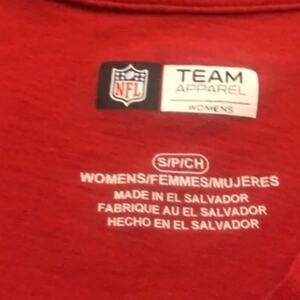 NFL
TEAM
APPAREL
WOMENS
S/P/CH
WOMENS/FEMMES/MUJERES
MADE IN EL SALVADOR
FABRIQUE AU EL SALVADOR
HECHO EN EL SALVADOR